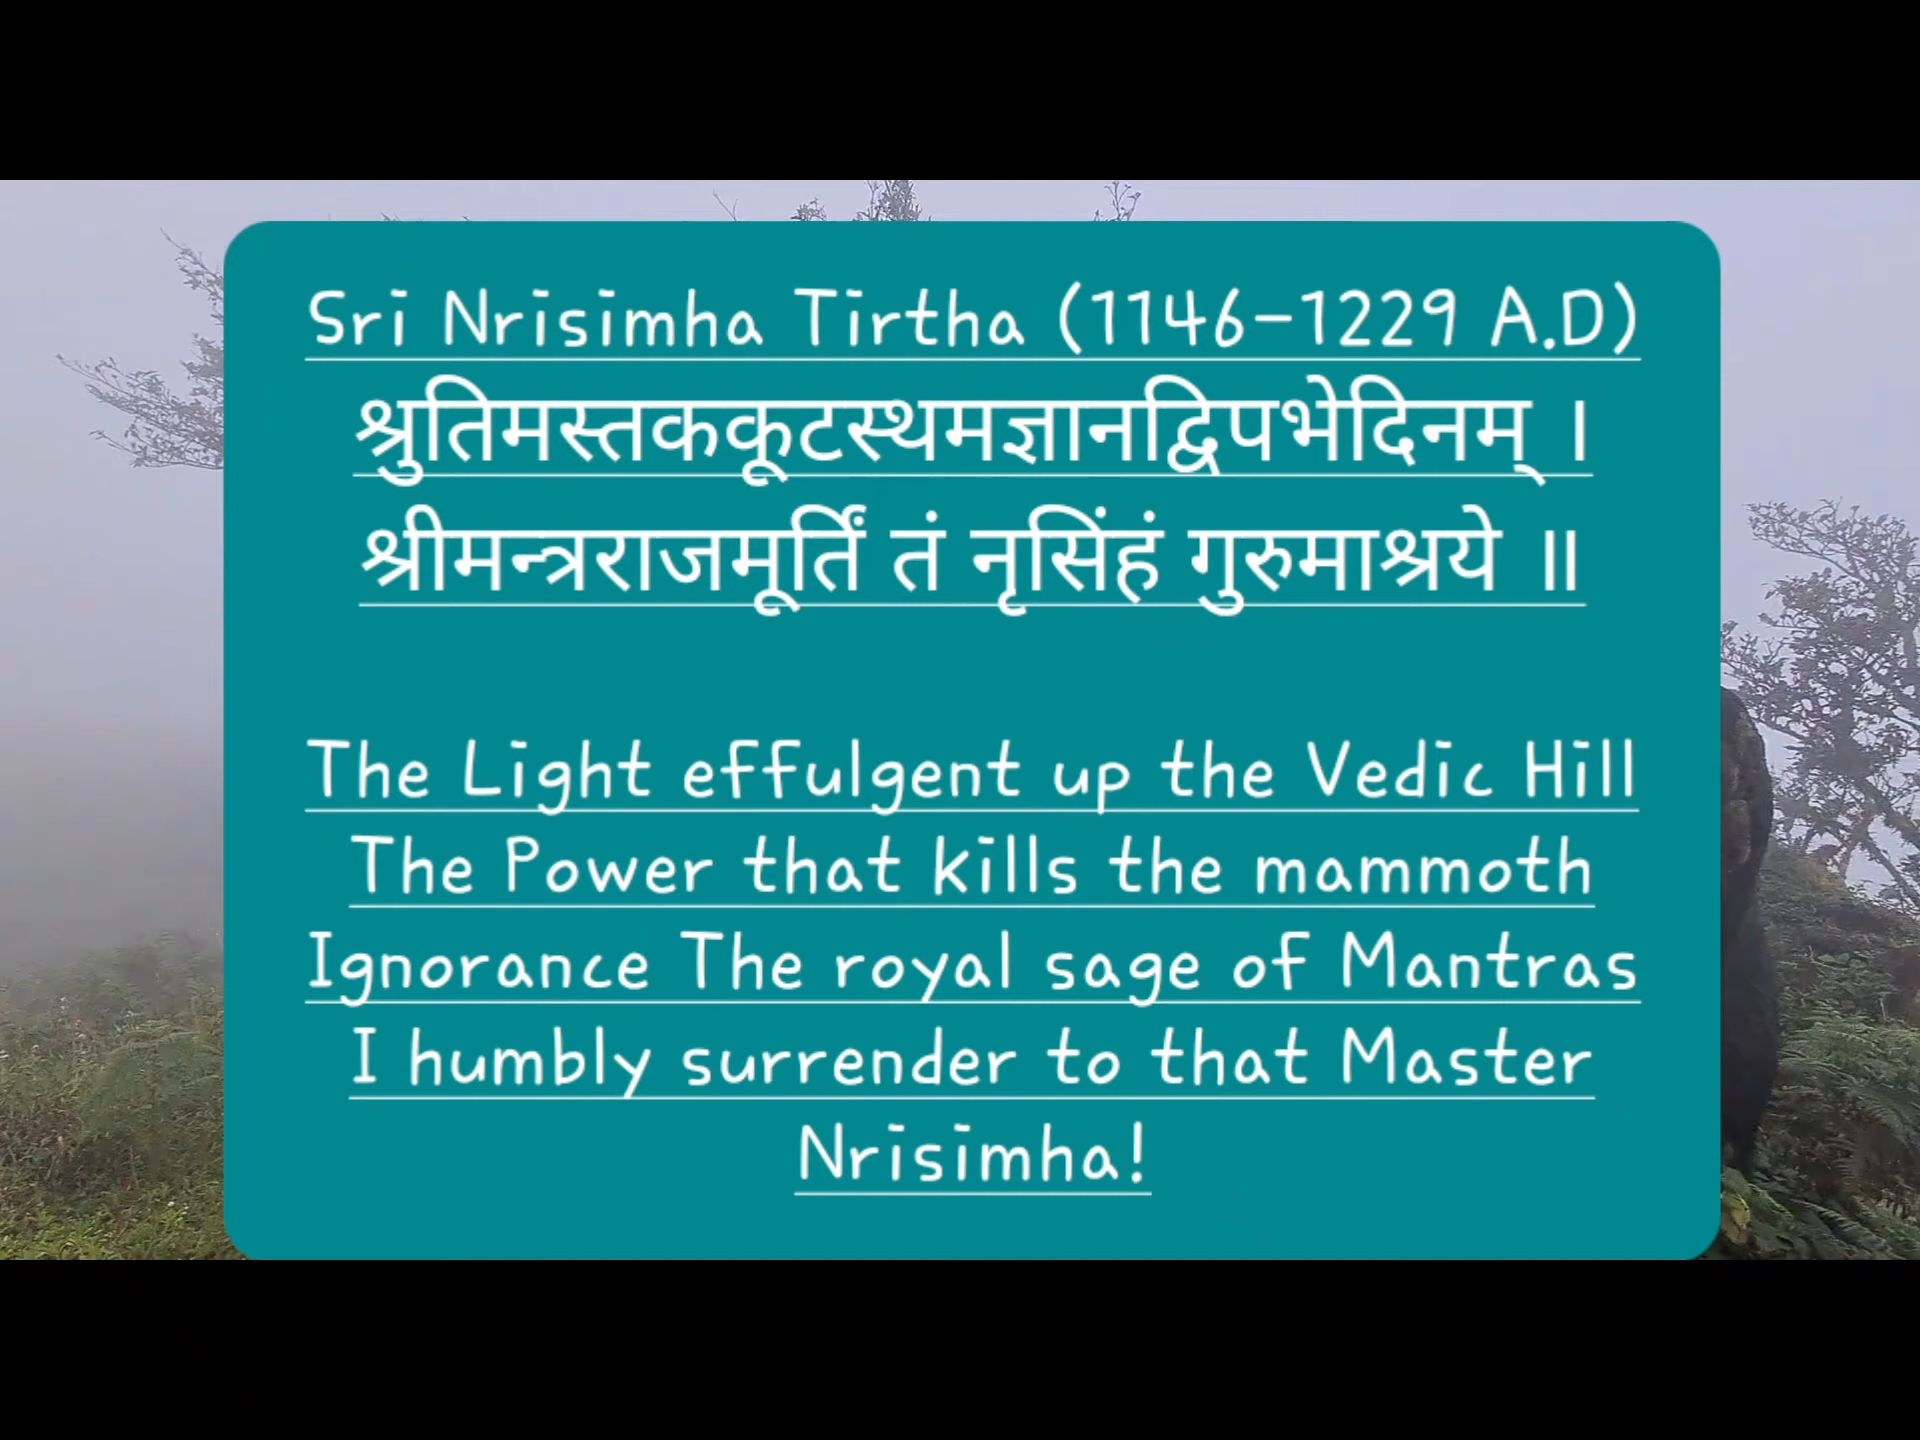 Sri Nrisimha Tirtha (1146-1229 A.D)
श्रुतिमस्तककूटस्थमज्ञानद्विपभेदिनम् ।
श्रीमन्त्रराजमूर्तिं तं नृसिंहं गुरुमाश्रये ॥
The Light effulgent up the Vedic Hill
The Power that kills the mammoth
Ignorance The royal sage of Mantras
I humbly surrender to that Master
Nrisimha!